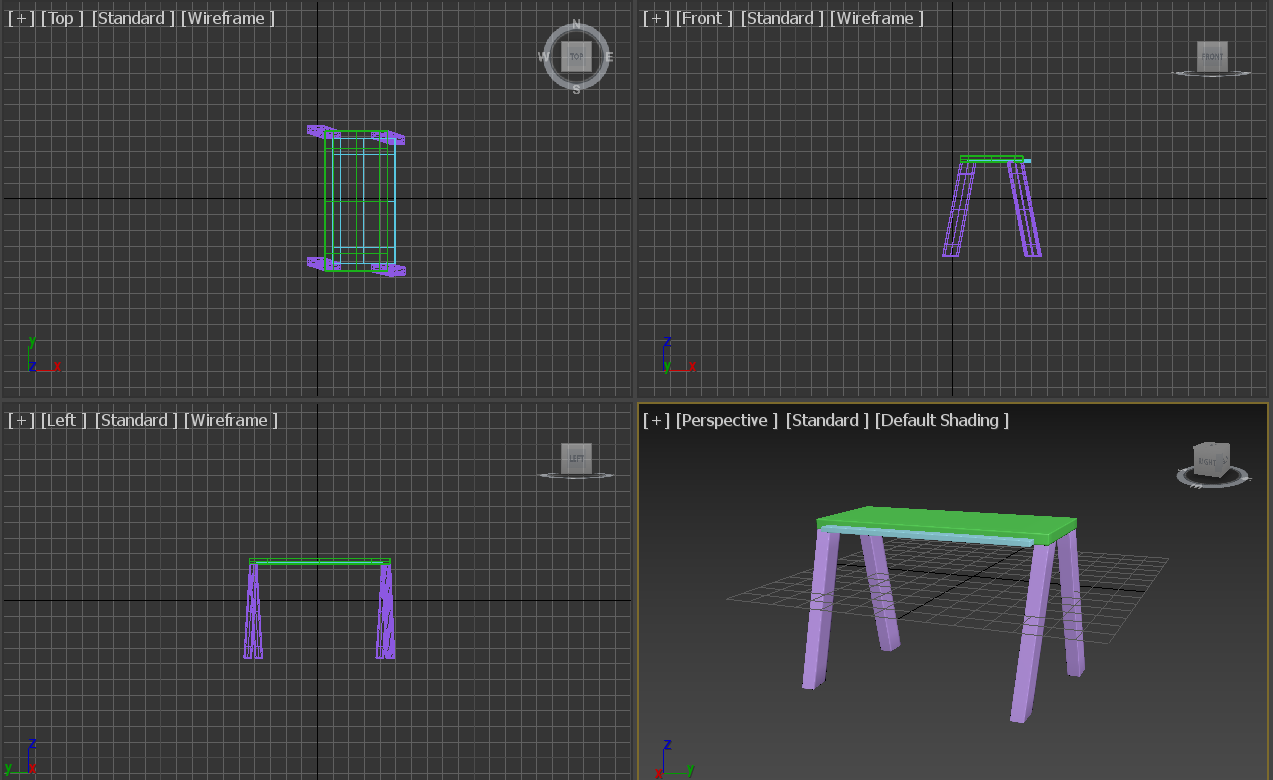 [+] [Top ] [Standard ] [Wireframe ]
N
W TOP E
S
y
z x
[+] [Front ] [Standard ] [Wireframe ]
FRONT
z
y x
[+] [Left ] [Standard ] [Wireframe ]
LEFT
z
y x
[+] [Perspective ] [Standard ] [Default Shading ]
RIGHT
z
x y